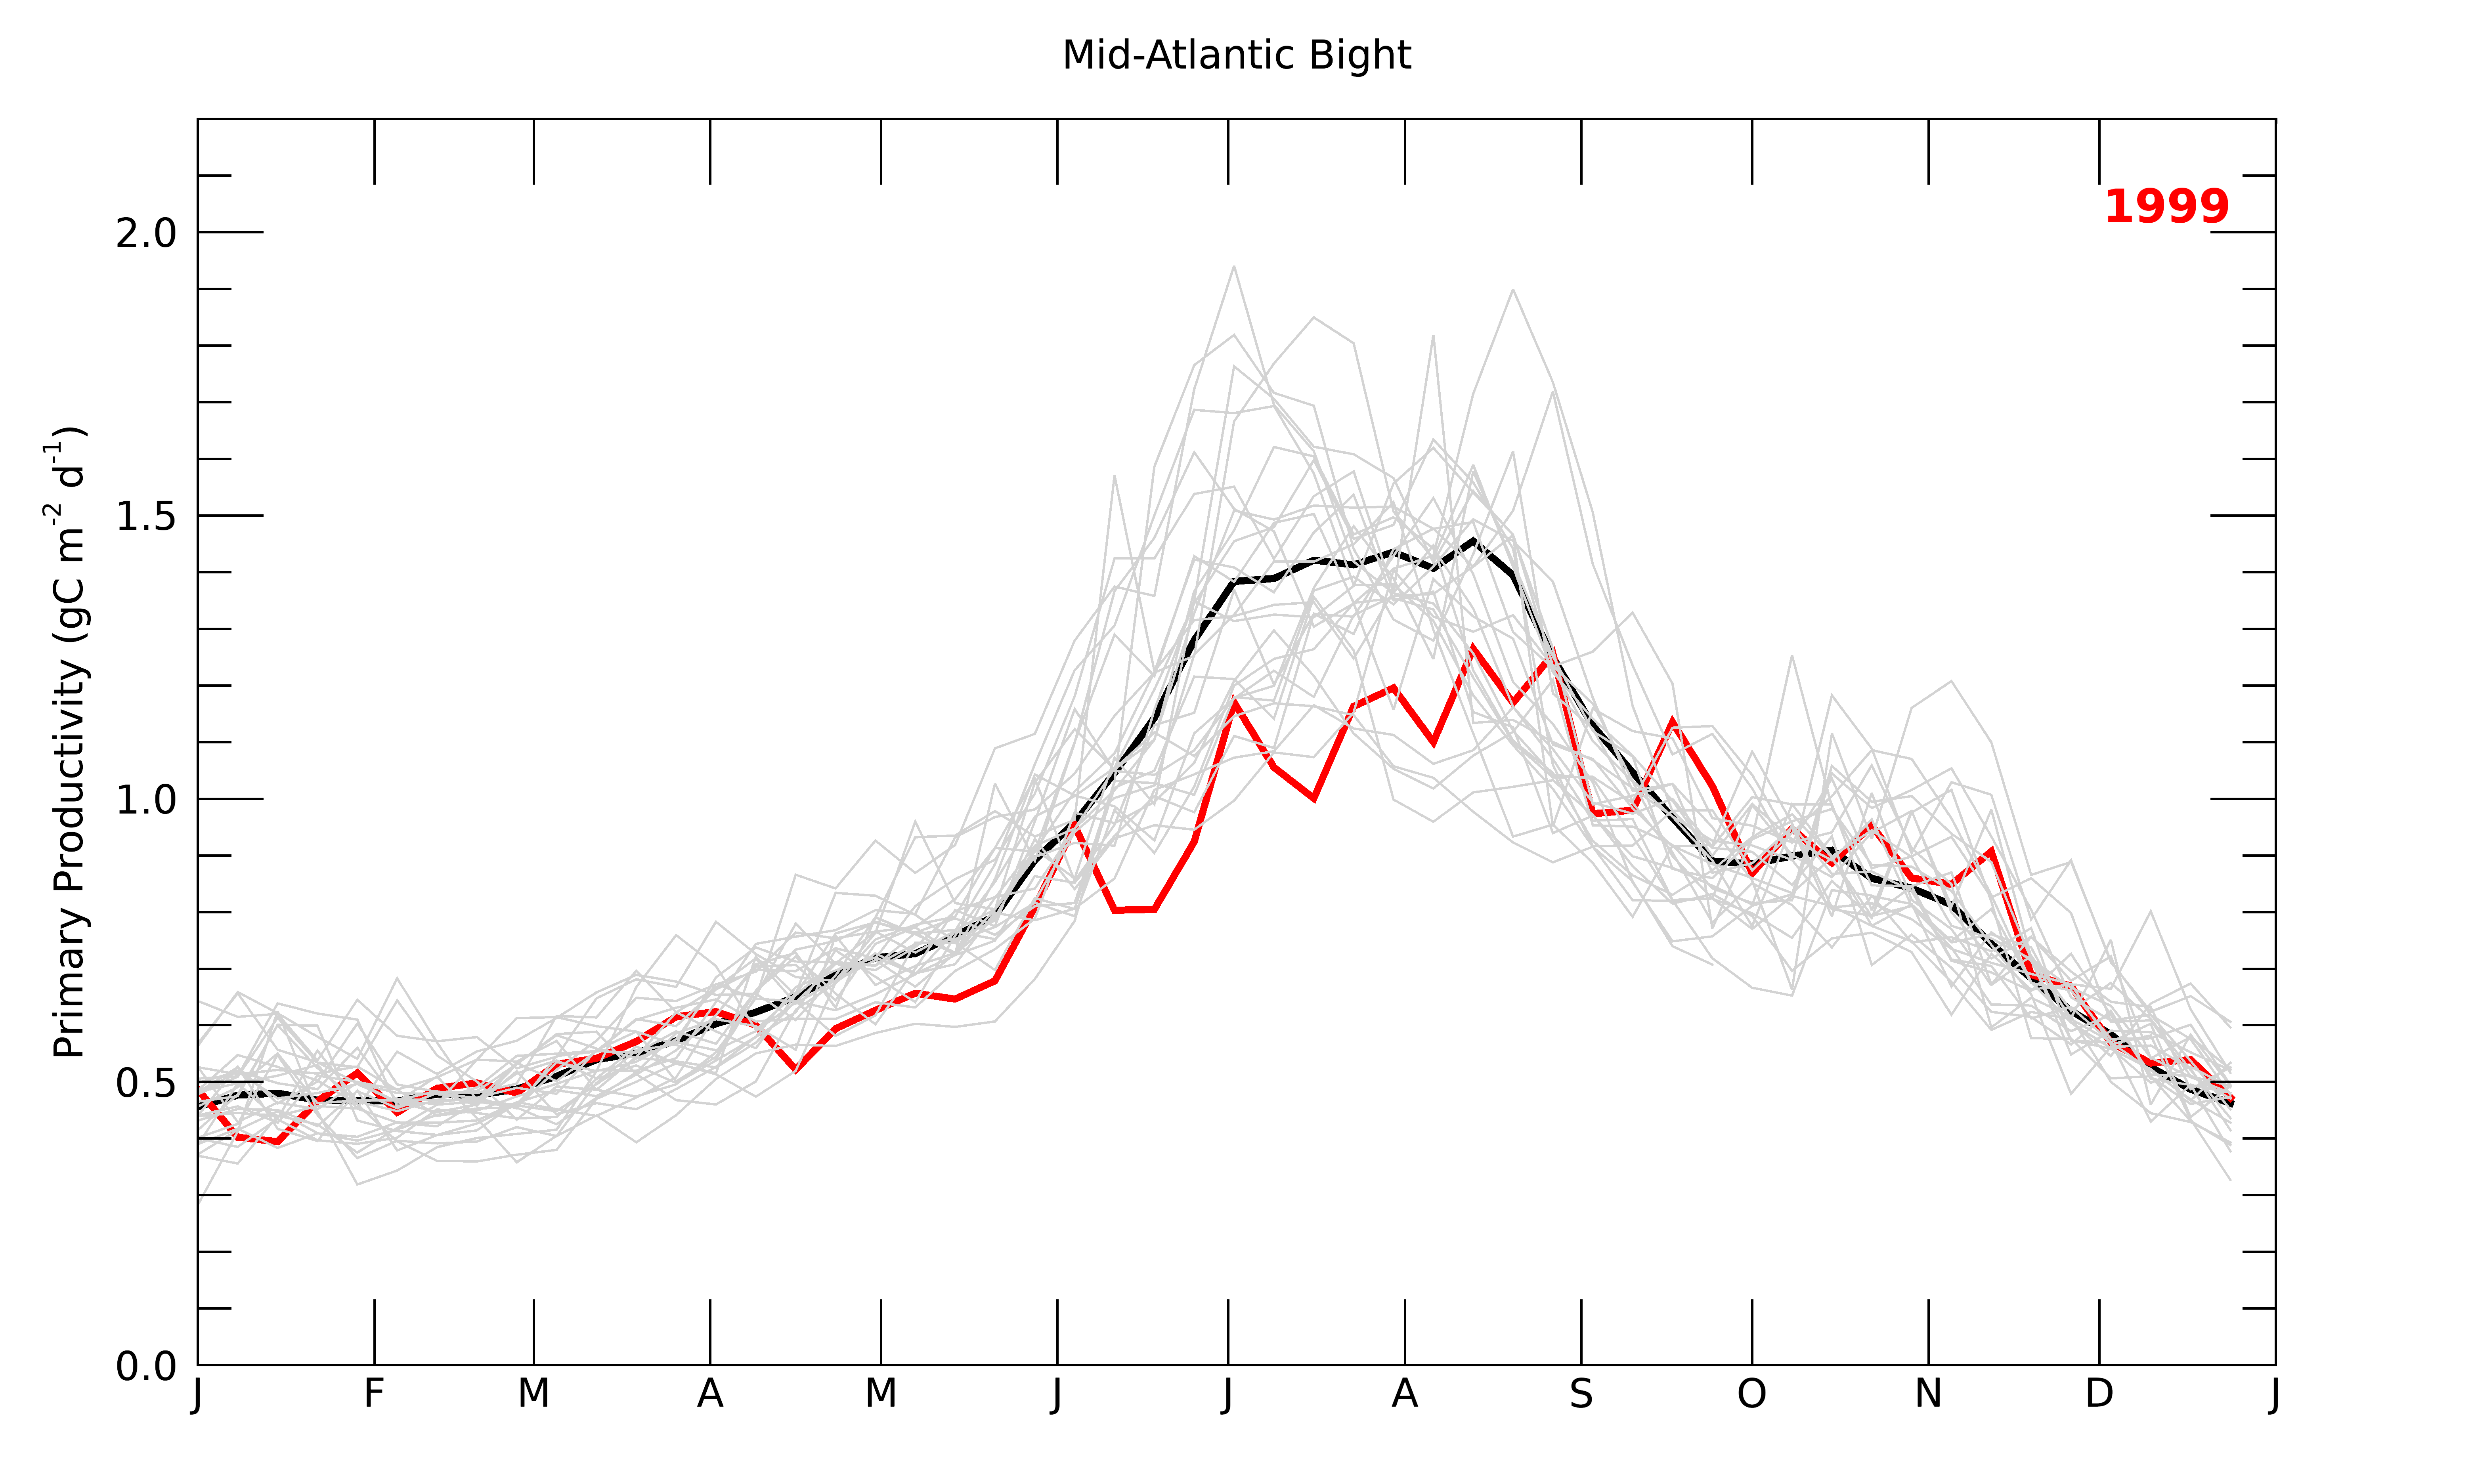 Mid-Atlantic Bight
1999
Primary Productivity (gC m-2 d-1)
2.0
1.5
1.0
0.5
0.0
J F M A M J J A S O N D J